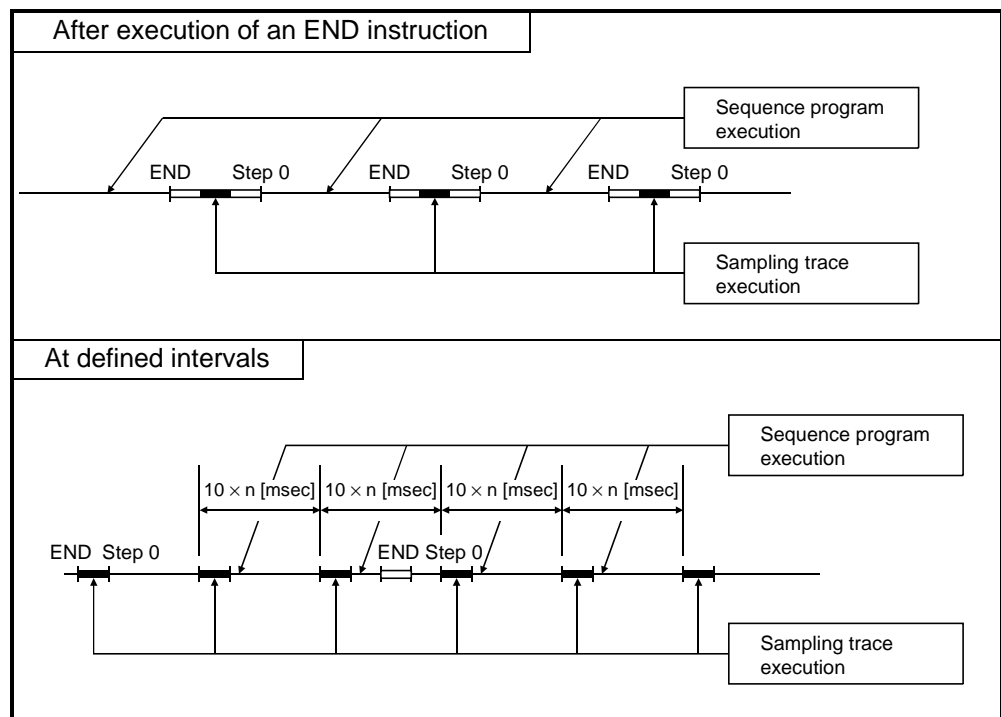 After execution of an END instruction
Sequence program
execution
END Step 0 END Step 0 END Step 0
Sampling trace
execution
At defined intervals
Sequence program
execution
10 × n [msec] 10 × n [msec] 10 × n [msec] 10 × n [msec]
END Step 0 END Step 0
Sampling trace
execution